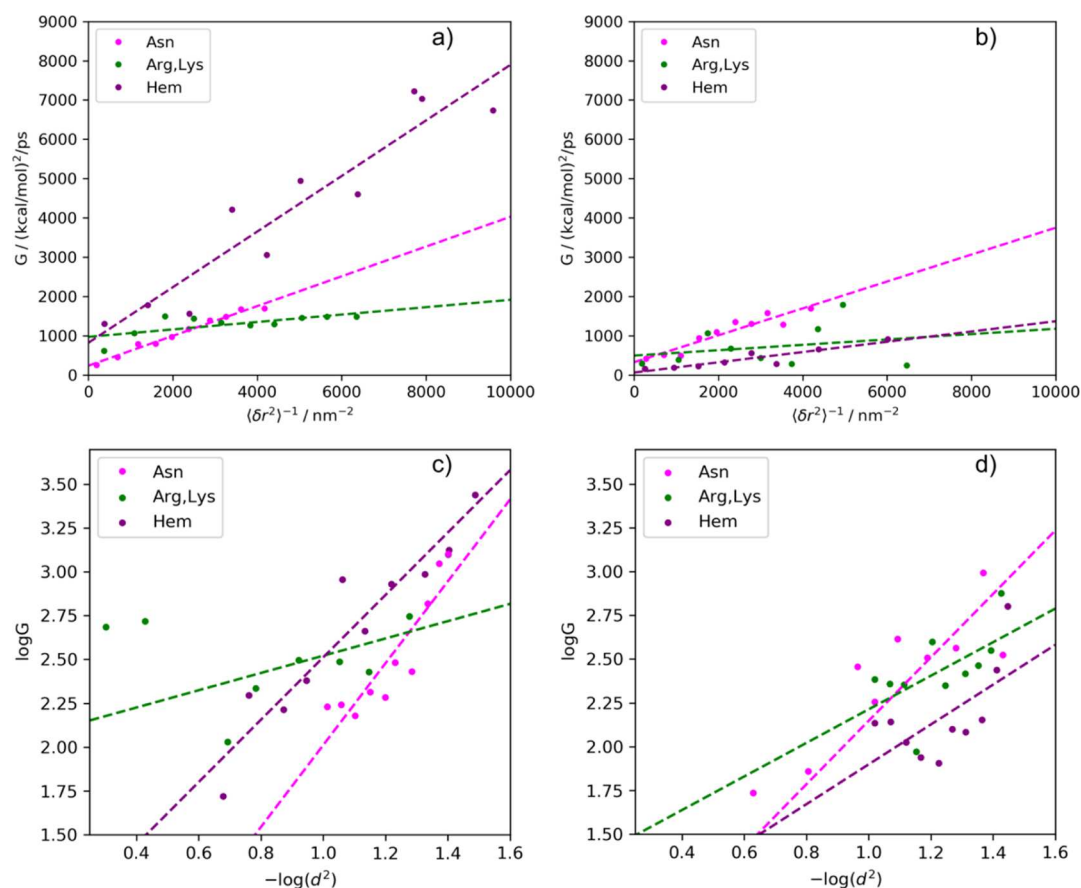 a)
Asn
Arg,Lys
Hem
G / (kcal/mol)²/ps
9000
8000
7000
6000
5000
4000
3000
2000
1000
0
0 2000 4000 6000 8000 10000
⟨δr²⟩⁻¹ / nm⁻²
b)
Asn
Arg,Lys
Hem
G / (kcal/mol)²/ps
9000
8000
7000
6000
5000
4000
3000
2000
1000
0
0 2000 4000 6000 8000 10000
⟨δr²⟩⁻¹ / nm⁻²
c)
Asn
Arg,Lys
Hem
logG
3.50
3.25
3.00
2.75
2.50
2.25
2.00
1.75
1.50
0.4 0.6 0.8 1.0 1.2 1.4 1.6
−log(d²)
d)
Asn
Arg,Lys
Hem
logG
3.50
3.25
3.00
2.75
2.50
2.25
2.00
1.75
1.50
0.4 0.6 0.8 1.0 1.2 1.4 1.6
−log(d²)